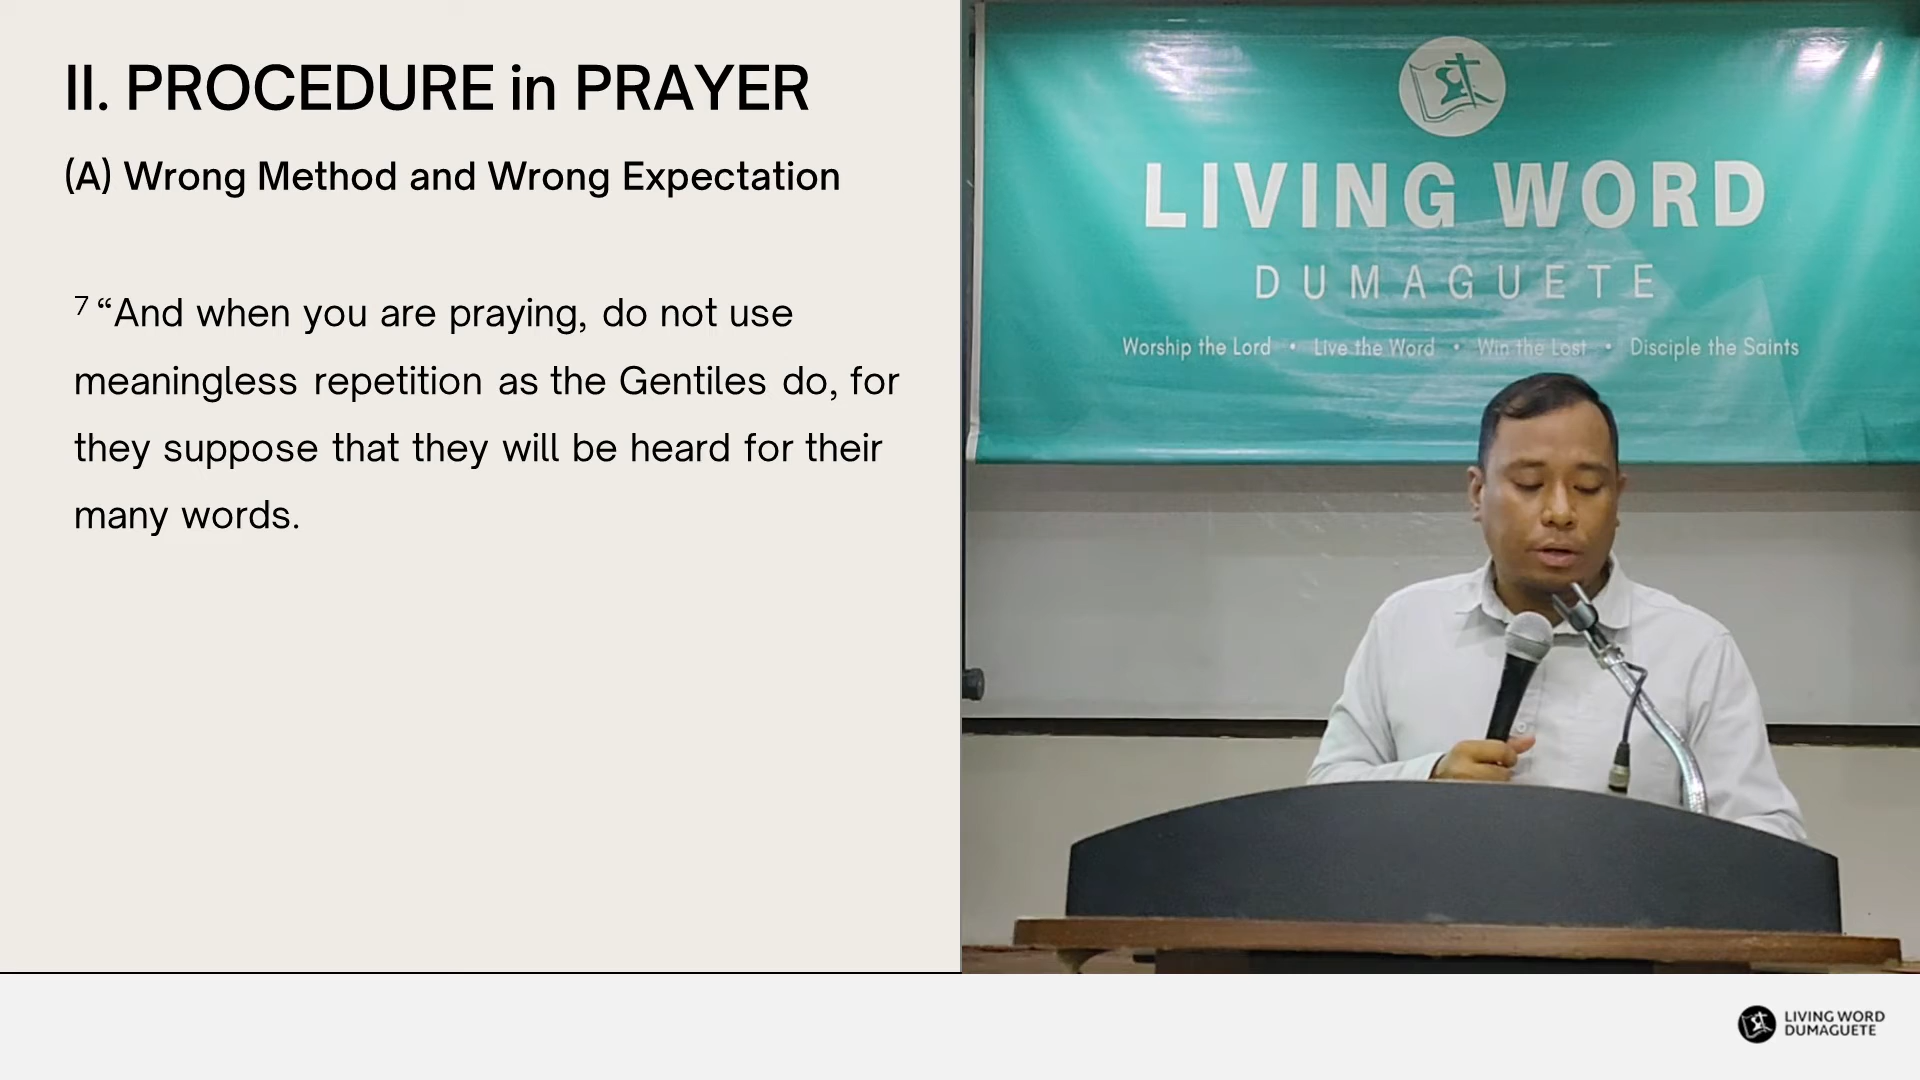 II. PROCEDURE in PRAYER
(A) Wrong Method and Wrong Expectation
7 “And when you are praying, do not use
meaningless repetition as the Gentiles do, for
they suppose that they will be heard for their
many words.
LIVING WORD
DUMAGUETE
Worship the Lord • Live the Word • Win the Lost • Disciple the Saints
LIVING WORD
DUMAGUETE